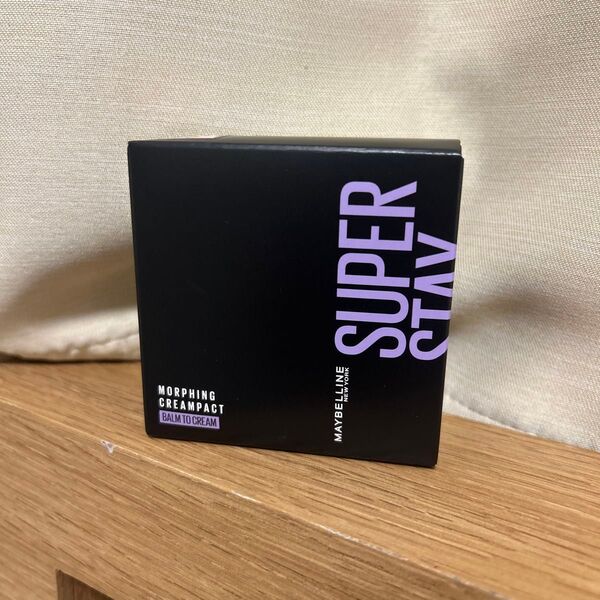 SUPER
STAY
MAYBELLINE
NEW YORK
MORPHING
CREAMPACT
BALM TO CREAM